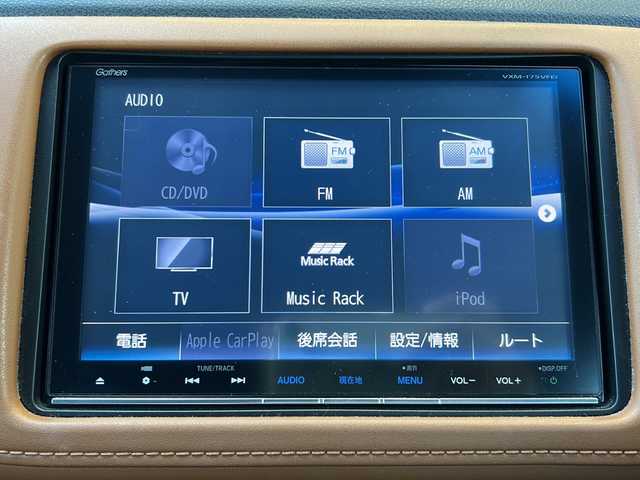 Gathers
VXM-175VFEi
AUDIO
CD/DVD
FM
FM
AM
AM
TV
Music Rack
Music Rack
iPod
電話 Apple CarPlay 後席会話 設定/情報 ルート
TUNE/TRACK
DISP.OFF
AUDIO 現在地 MENU VOL− VOL+